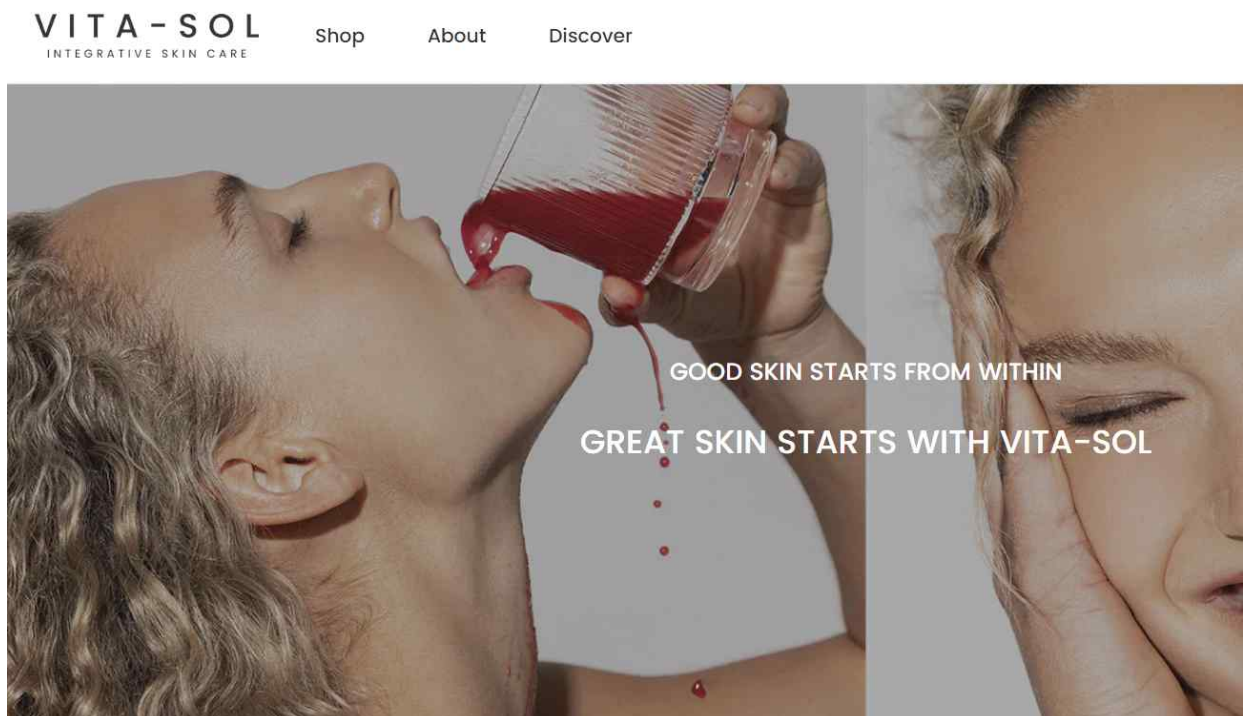 VITA-SOL
INTEGRATIVE SKIN CARE
Shop About Discover
GOOD SKIN STARTS FROM WITHIN
GREAT SKIN STARTS WITH VITA-SOL